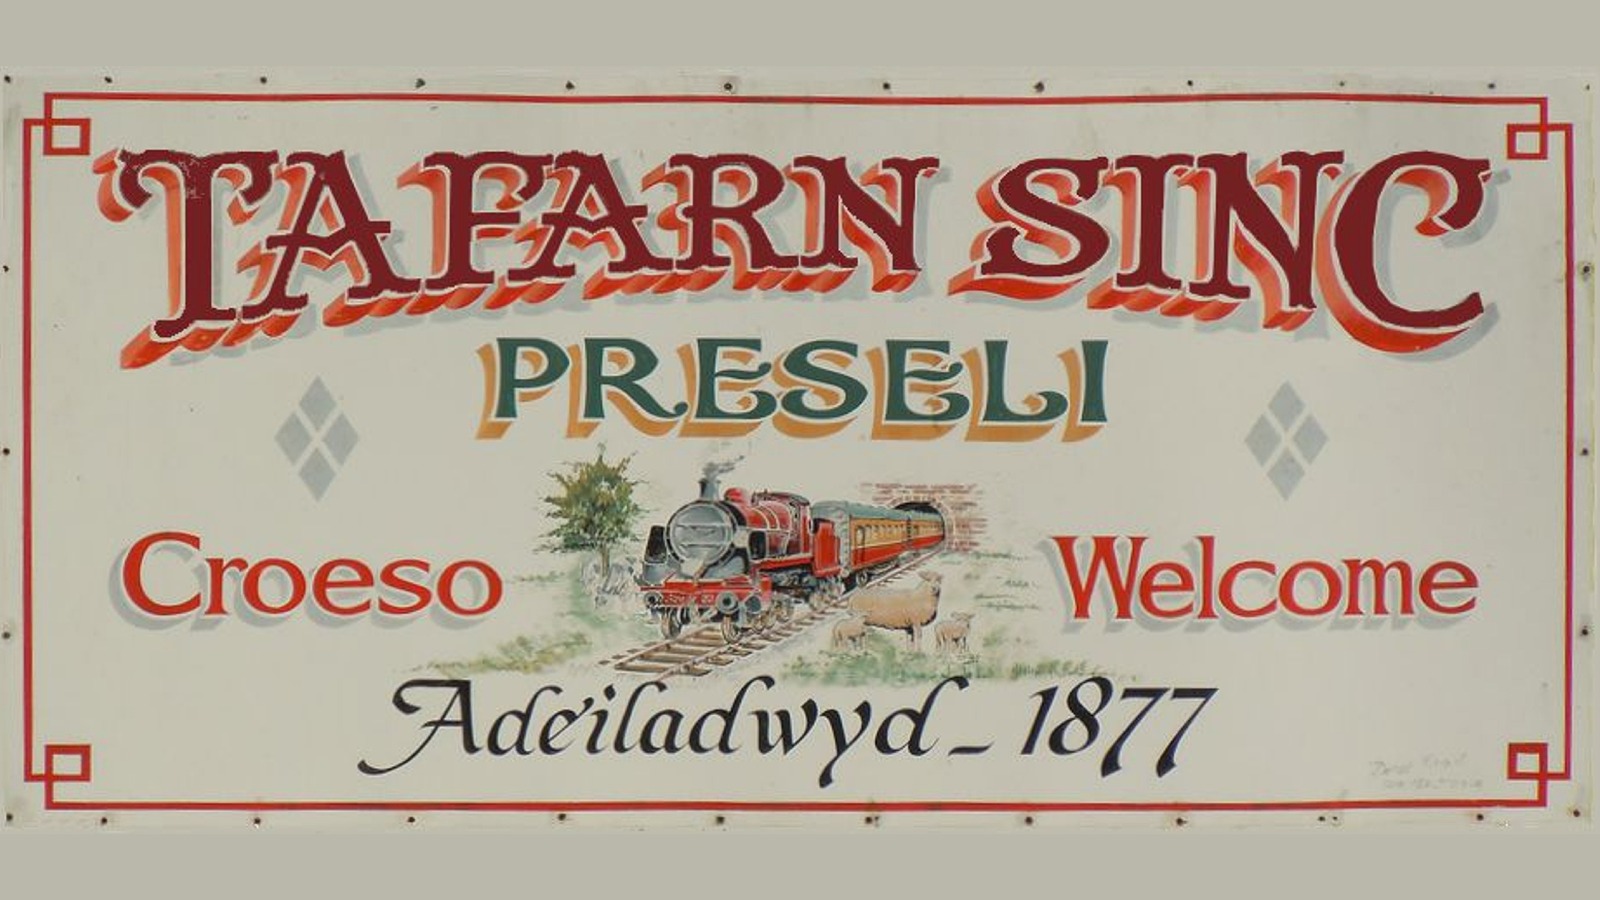 TAFARN SINC
PRESELI
Croeso Welcome
Adeiladwyd - 1877